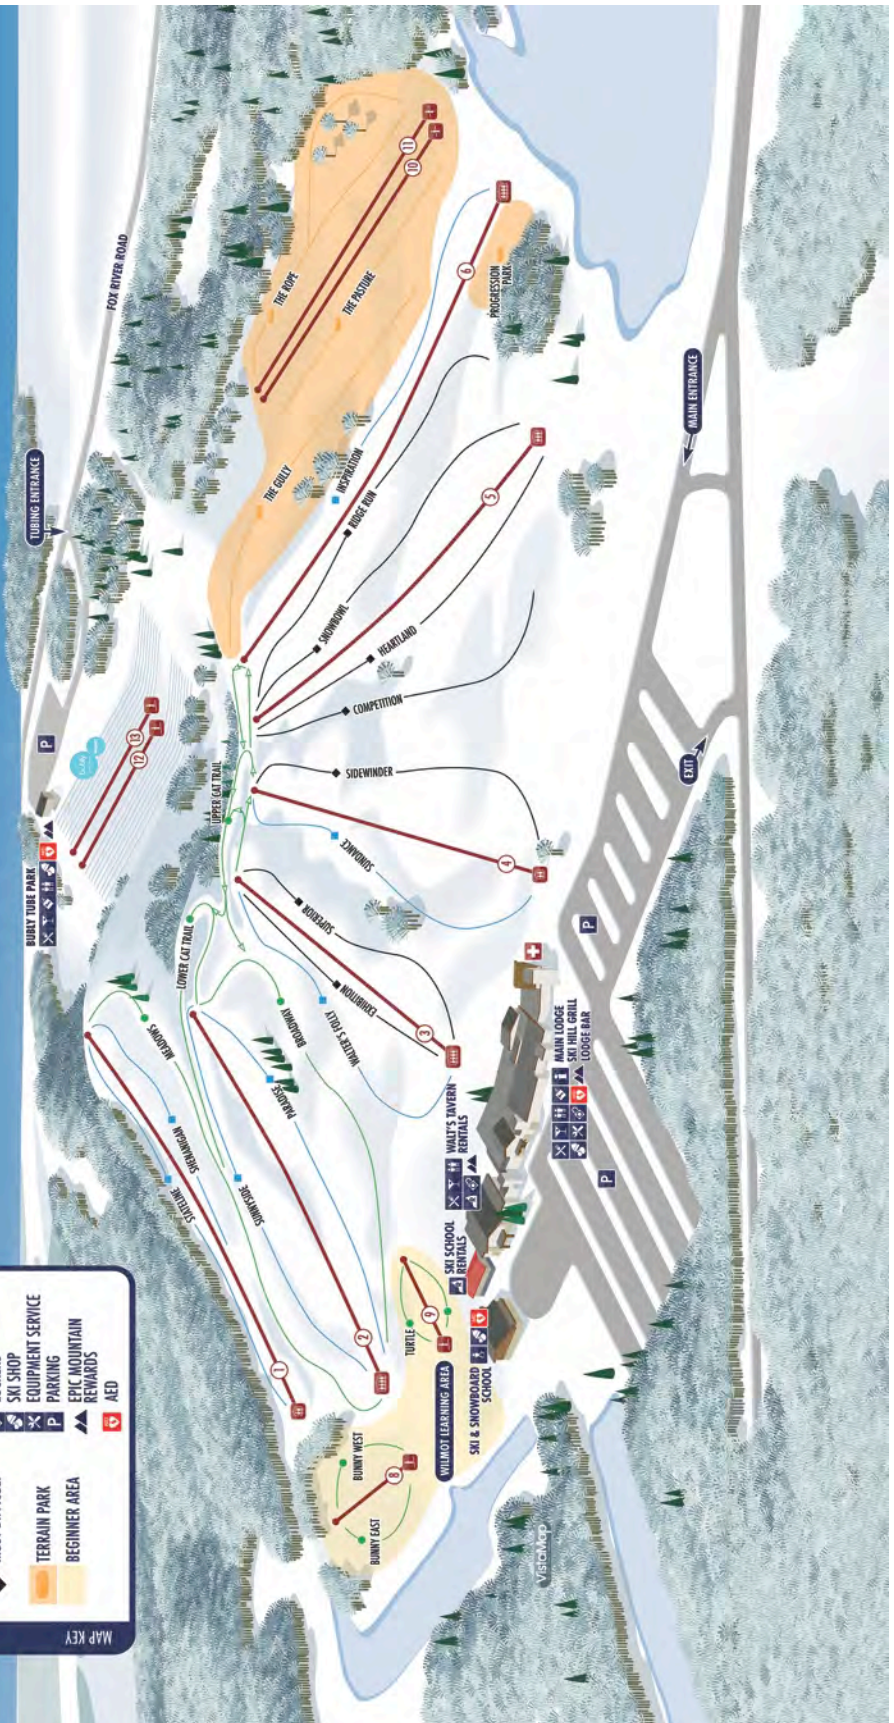 MAP KEY
TERRAIN PARK
BEGINNER AREA
SKI SHOP
EQUIPMENT SERVICE
P
PARKING
EPIC MOUNTAIN
REWARDS
AED
FOX RIVER ROAD
TUBING ENTRANCE
P
BUBLY TUBE PARK
13
12
MEADOWS
LOWER CAT TRAIL
UPPER CAT TRAIL
STATELINE
SHENANIGAN
SUNNYSIDE
PARADISE
BROADWAY
WALTER'S FOLLY
EXHIBITION
SUPERIOR
SUNDANCE
SIDEWINDER
COMPETITION
HEARTLAND
SNOWBOWL
RIDGE RUN
INSPIRATION
THE GULLY
THE ROPE
THE PASTURE
PROGRESSION
PARK
1
2
3
4
5
6
10
11
BUNNY EAST
8
BUNNY WEST
TURTLE
9
WILMOT LEARNING AREA
SKI & SNOWBOARD
SCHOOL
SKI SCHOOL
RENTALS
WALT'S TAVERN
RENTALS
MAIN LODGE
SKI HILL GRILL
LODGE BAR
P
P
EXIT
MAIN ENTRANCE
VistaMap